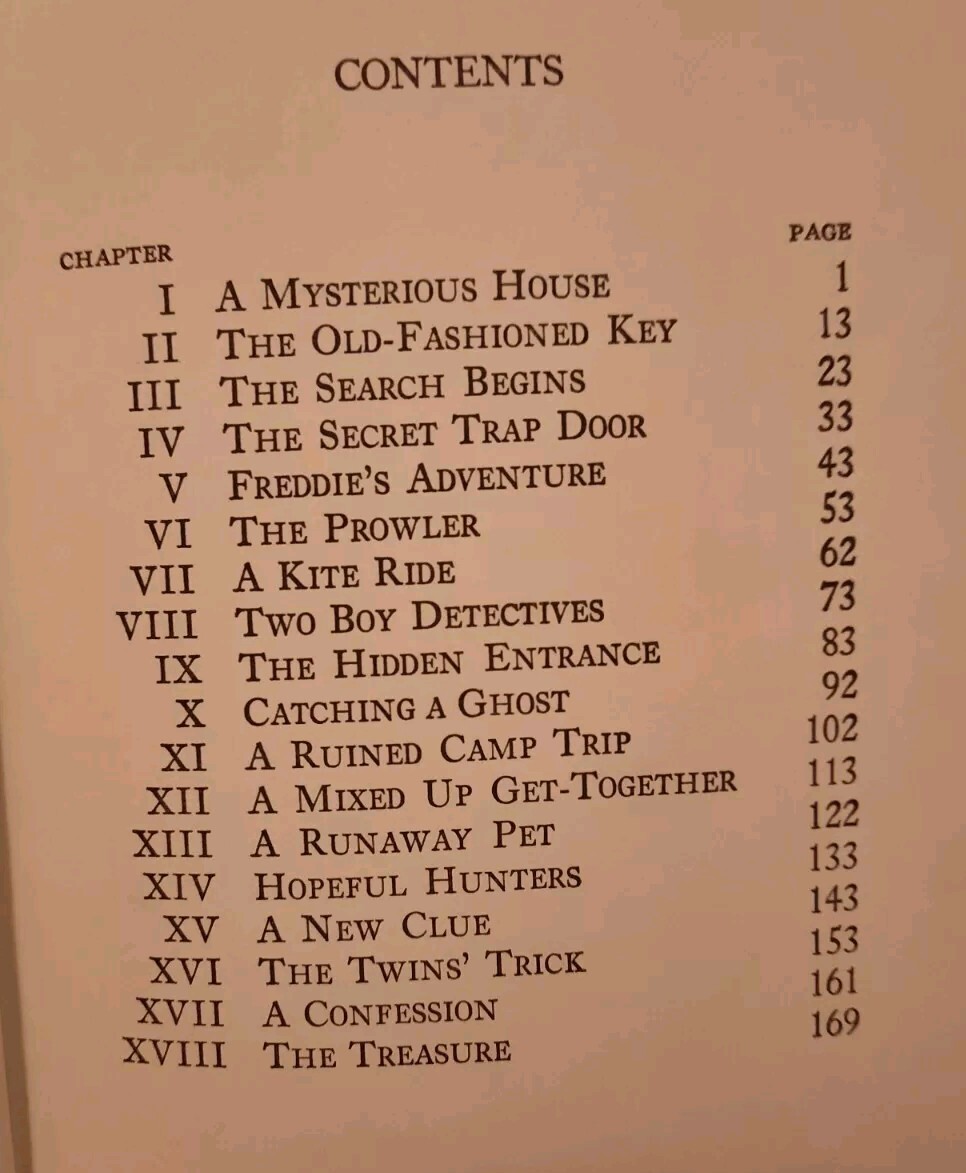 CONTENTS
CHAPTER PAGE
I A MYSTERIOUS HOUSE 1
II THE OLD-FASHIONED KEY 13
III THE SEARCH BEGINS 23
IV THE SECRET TRAP DOOR 33
V FREDDIE'S ADVENTURE 43
VI THE PROWLER 53
VII A KITE RIDE 62
VIII TWO BOY DETECTIVES 73
IX THE HIDDEN ENTRANCE 83
X CATCHING A GHOST 92
XI A RUINED CAMP TRIP 102
XII A MIXED UP GET-TOGETHER 113
XIII A RUNAWAY PET 122
XIV HOPEFUL HUNTERS 133
XV A NEW CLUE 143
XVI THE TWINS' TRICK 153
XVII A CONFESSION 161
XVIII THE TREASURE 169